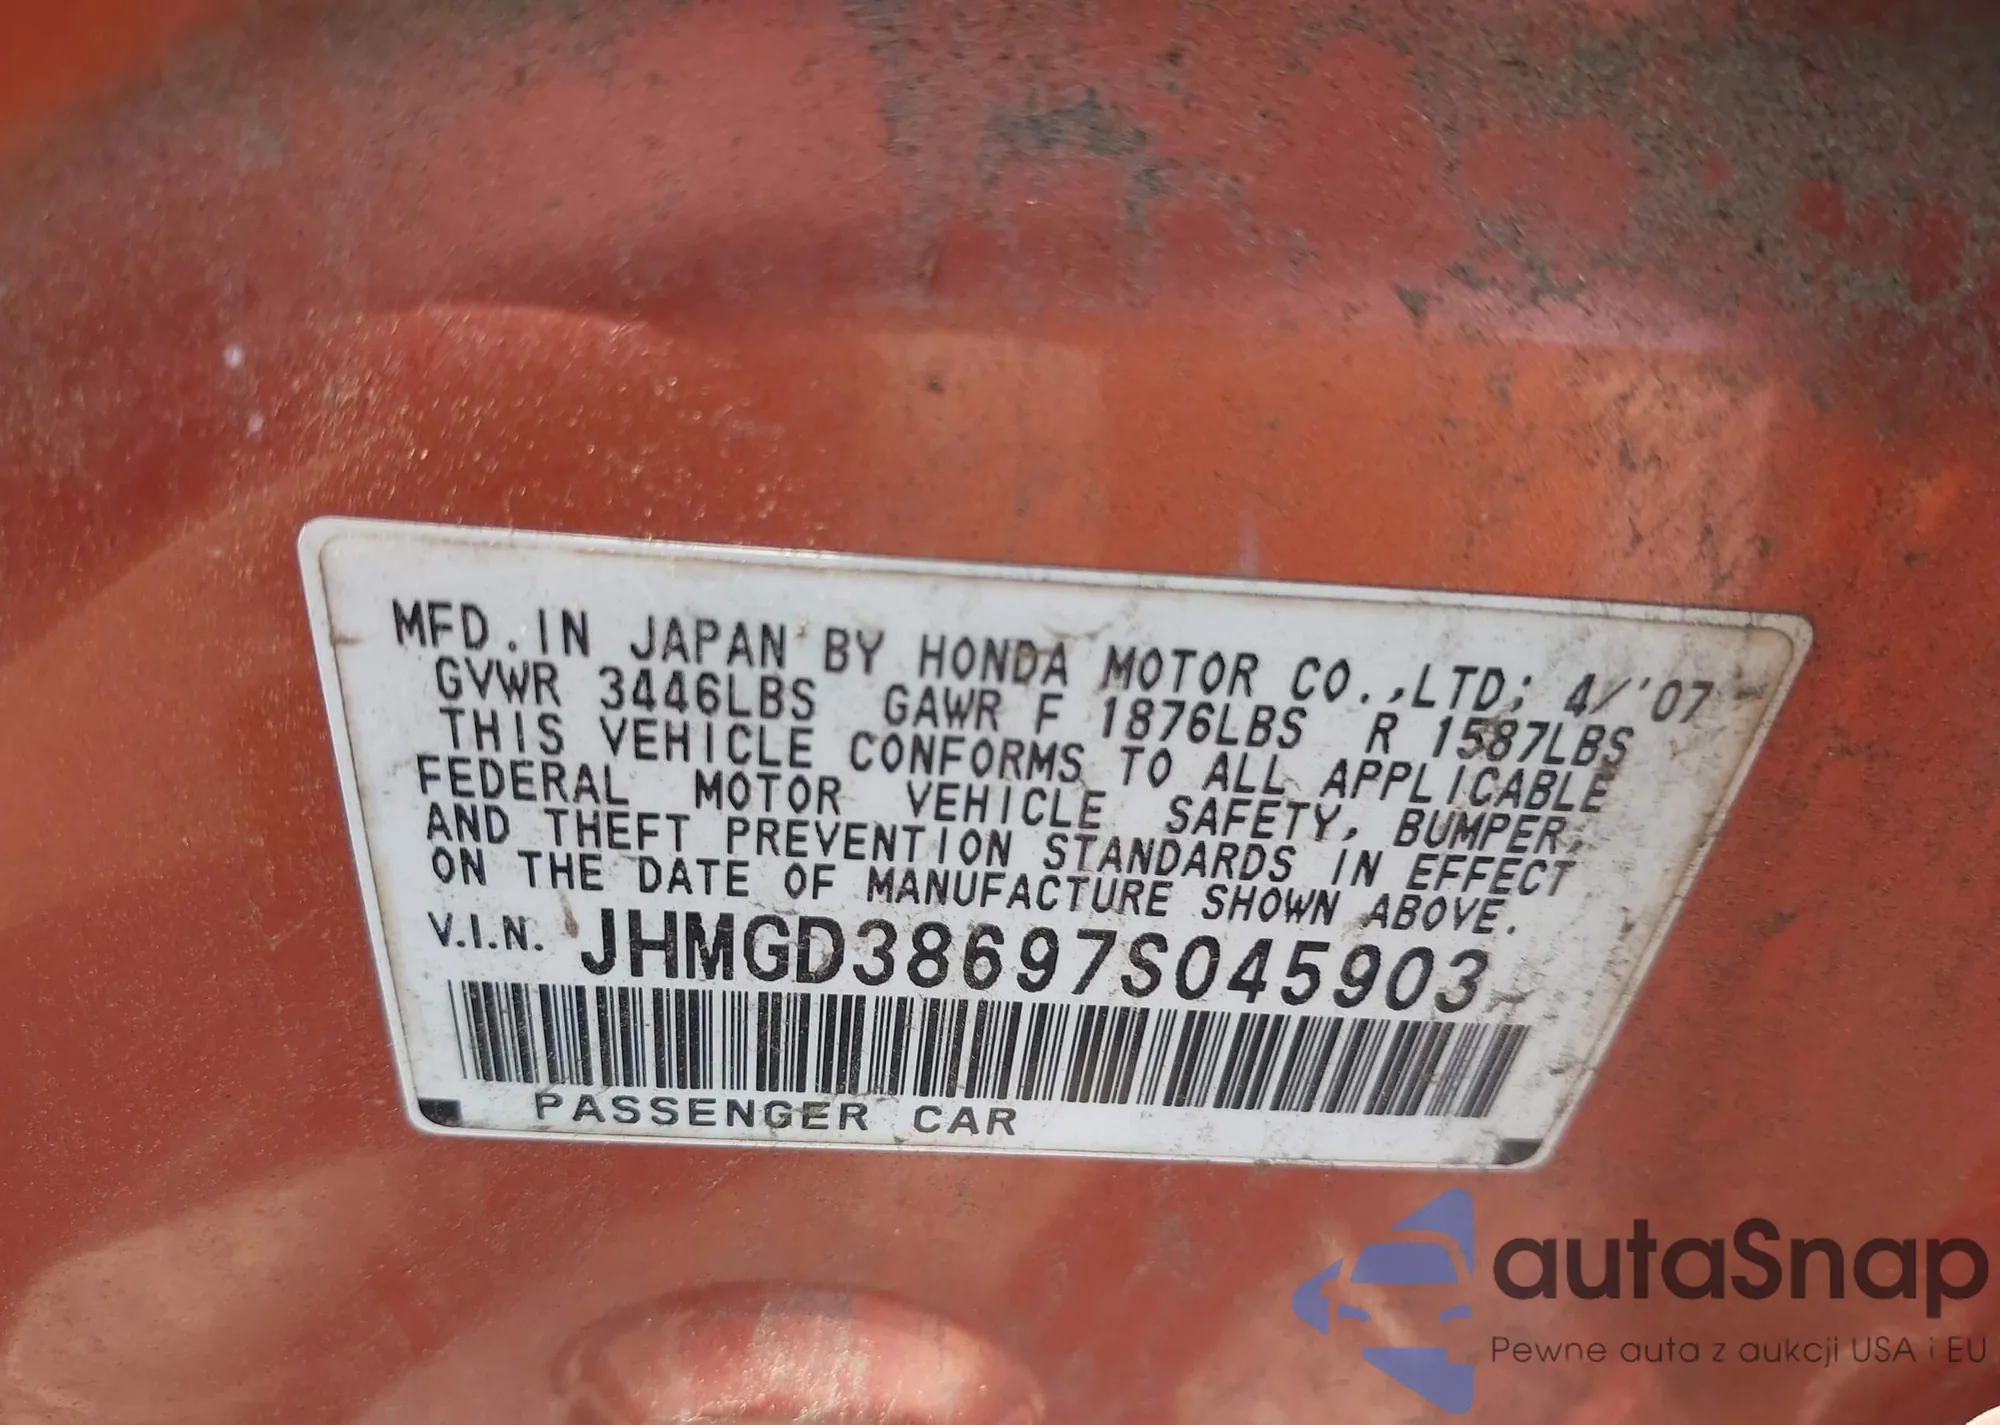 MFD. IN JAPAN BY HONDA MOTOR CO.,LTD; 4/'07
GVWR 3446LBS GAWR F 1876LBS R 1587LBS
THIS VEHICLE CONFORMS TO ALL APPLICABLE
FEDERAL MOTOR VEHICLE SAFETY, BUMPER,
AND THEFT PREVENTION STANDARDS IN EFFECT
ON THE DATE OF MANUFACTURE SHOWN ABOVE.
V.I.N. JHMGD38697S045903
PASSENGER CAR
autaSnap
Pewne auta z aukcji USA i EU